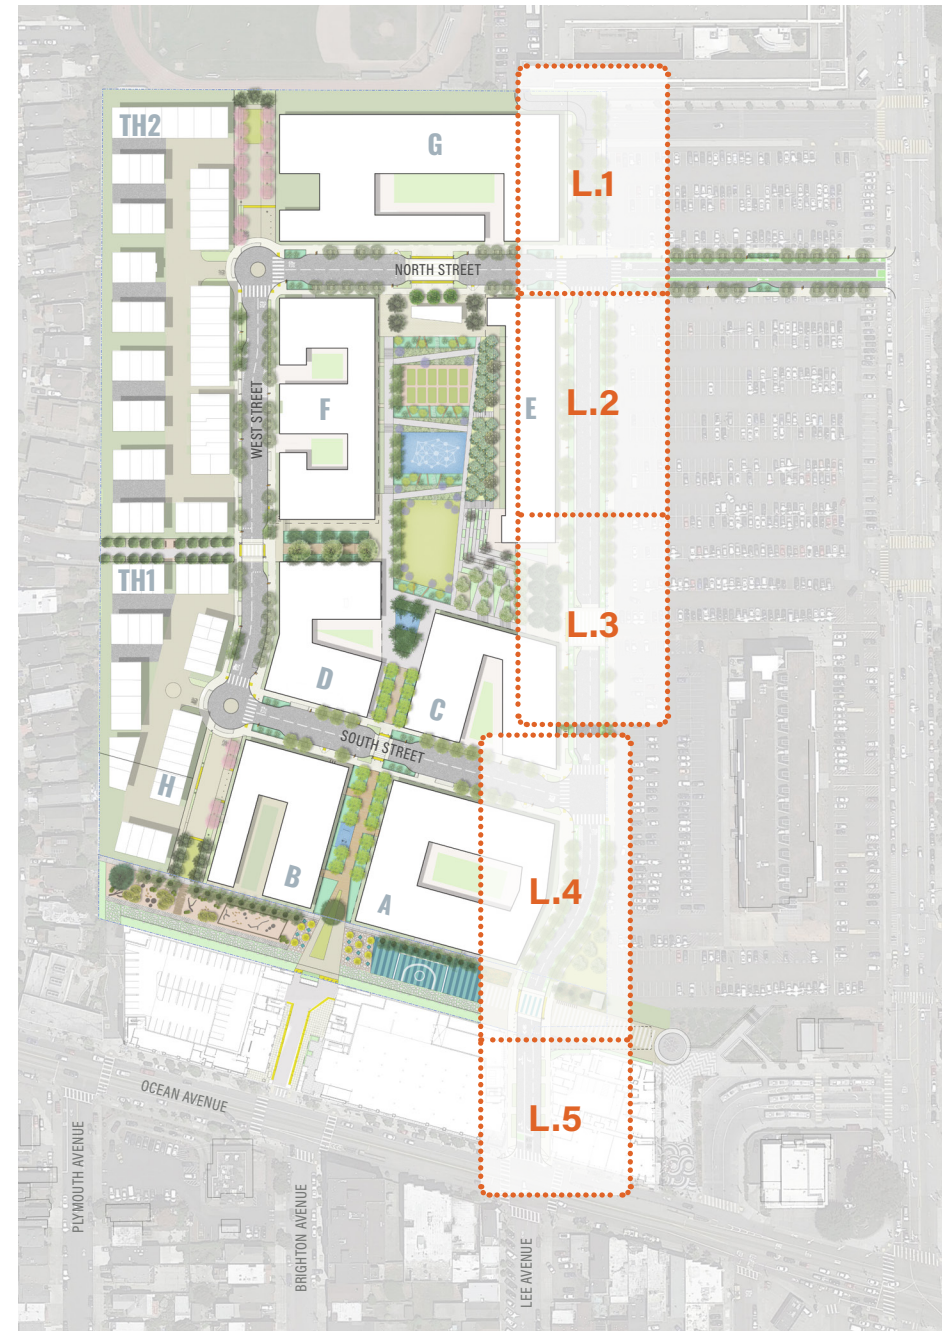 TH2
G
L.1
NORTH STREET
WEST STREET
F
E
L.2
TH1
L.3
D
C
SOUTH STREET
H
B
A
L.4
OCEAN AVENUE
L.5
PLYMOUTH AVENUE
BRIGHTON AVENUE
LEE AVENUE